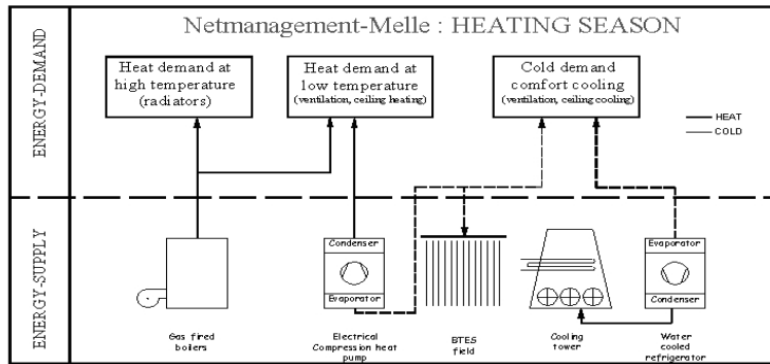 Netmanagement-Melle : HEATING SEASON
ENERGY-DEMAND
Heat demand at
high temperature
(radiators)
Heat demand at
low temperature
(ventilation, ceiling heating)
Cold demand
comfort cooling
(ventilation, ceiling cooling)
HEAT
COLD
ENERGY-SUPPLY
Condenser
Evaporator
Evaporator
Condenser
Gas fired
boilers
Electrical
Compression heat
pump
BTES
field
Cooling
tower
Water
cooled
refrigerator